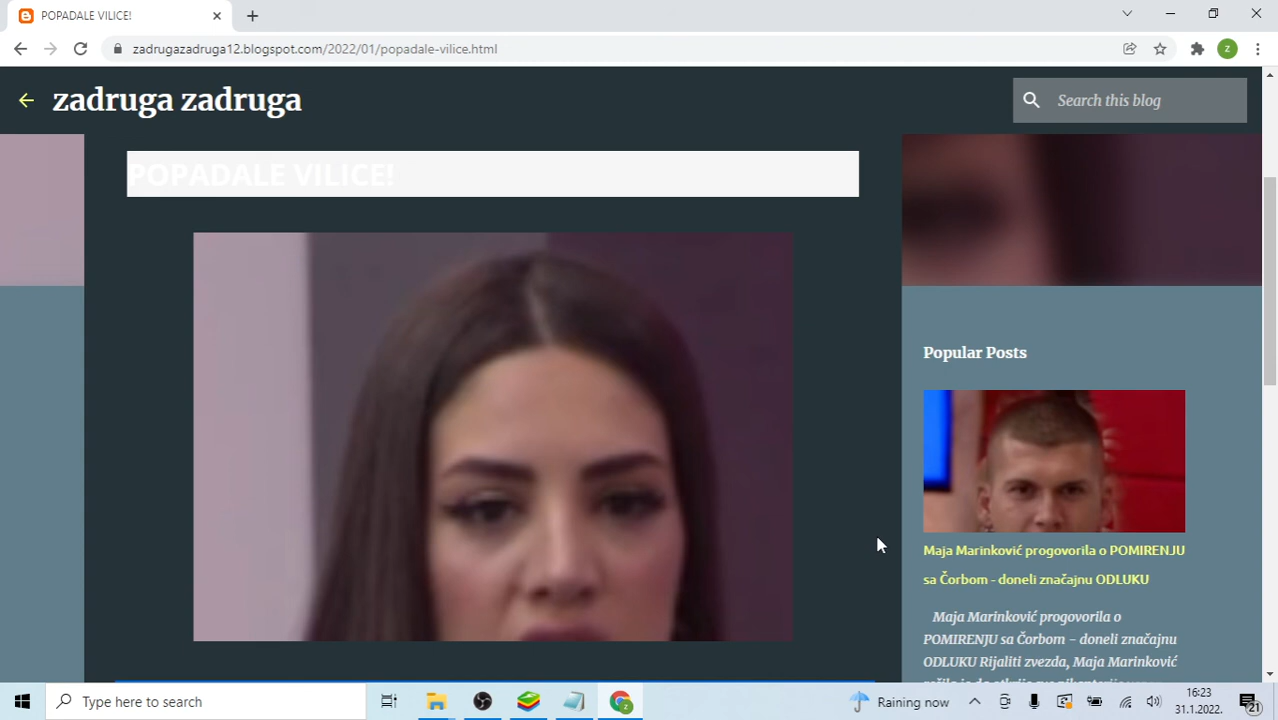 POPADALE VILICE!
zadrugazadruga12.blogspot.com/2022/01/popadale-vilice.html
z
zadruga zadruga
Search this blog
POPADALE VILICE!
Popular Posts
Maja Marinković progovorila o POMIRENJU
sa Čorbom - doneli značajnu ODLUKU
Maja Marinković progovorila o
POMIRENJU sa Čorbom – doneli značajnu
ODLUKU Rijaliti zvezda, Maja Marinković
Type here to search
Raining now
16:23
31.1.2022.
21